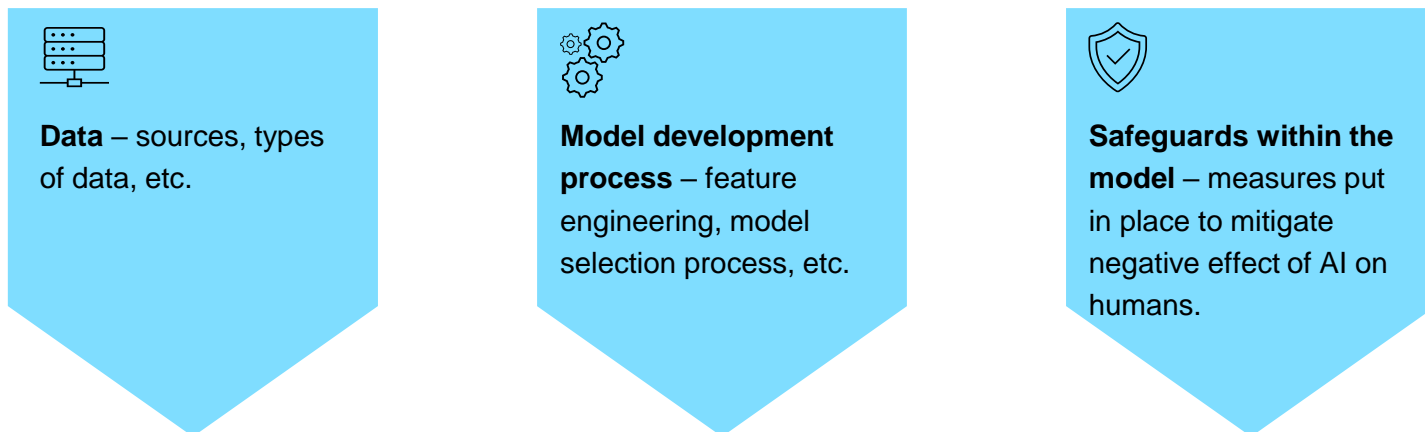 Data – sources, types
of data, etc.
Model development
process – feature
engineering, model
selection process, etc.
Safeguards within the
model – measures put
in place to mitigate
negative effect of AI on
humans.